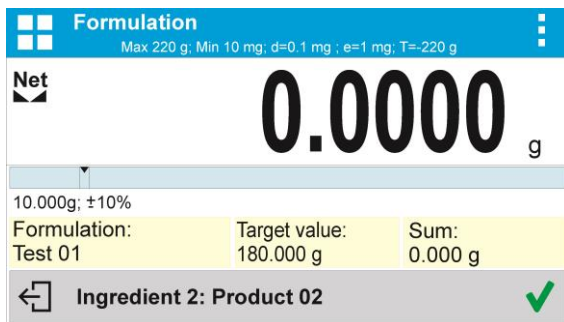 Formulation
Max 220 g; Min 10 mg; d=0.1 mg ; e=1 mg; T=-220 g
Net
0.0000 g
10.000g; ±10%
Formulation: Target value: Sum:
Test 01 180.000 g 0.000 g
Ingredient 2: Product 02